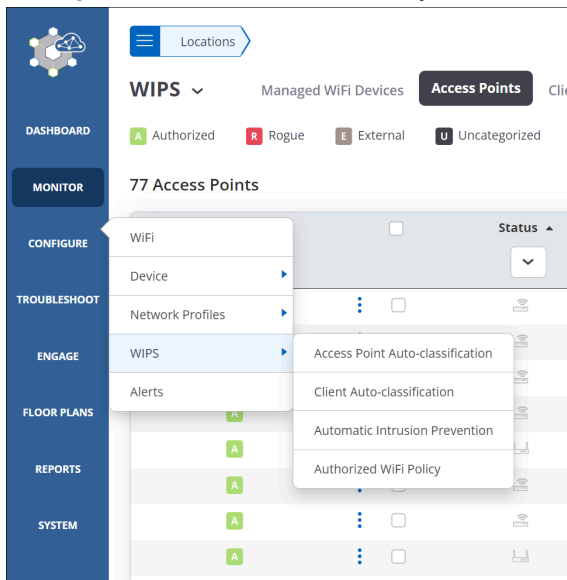 Locations
WIPS
Managed WiFi Devices
Access Points
Clie
DASHBOARD
A Authorized
R Rogue
E External
U Uncategorized
MONITOR
77 Access Points
CONFIGURE
WiFi
Status
Device
TROUBLESHOOT
Network Profiles
ENGAGE
WIPS
Access Point Auto-classification
Alerts
Client Auto-classification
FLOOR PLANS
A
Automatic Intrusion Prevention
A
REPORTS
Authorized WiFi Policy
A
SYSTEM
A
A